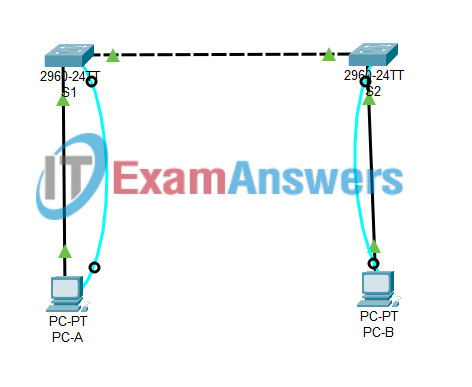 2960-24TT
S1
2960-24TT
S2
ITExamAnswers
PC-PT
PC-A
PC-PT
PC-B